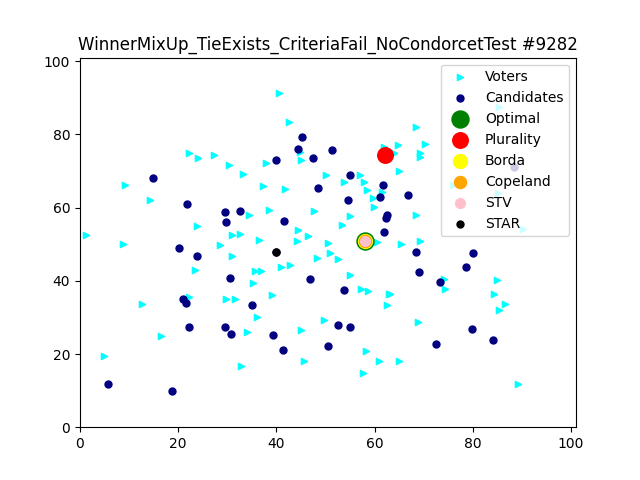 WinnerMixUp_TieExists_CriteriaFail_NoCondorcetTest #9282
100
80
60
40
20
0
0 20 40 60 80 100
Voters
Candidates
Optimal
Plurality
Borda
Copeland
STV
STAR